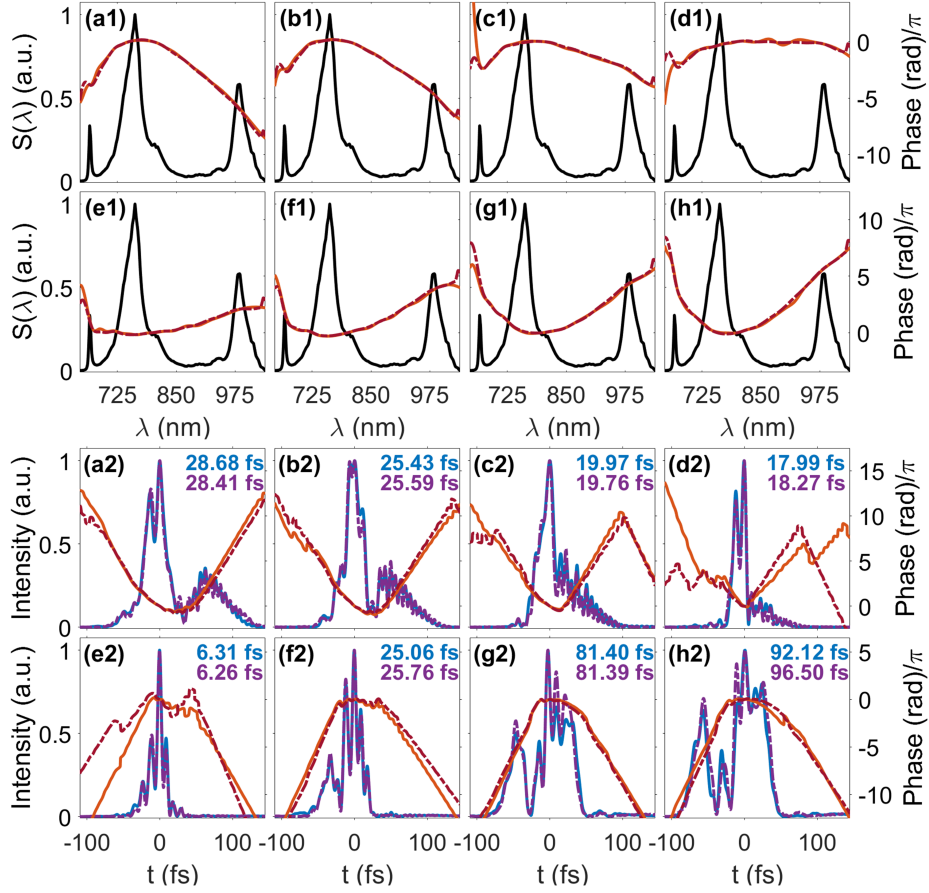 (a1) (b1) (c1) (d1)
S(λ) (a.u.)
1
0.5
0
0
-5
-10
Phase (rad)/π
(e1) (f1) (g1) (h1)
S(λ) (a.u.)
1
0.5
0
10
5
0
Phase (rad)/π
725 850 975 725 850 975 725 850 975 725 850 975
λ (nm) λ (nm) λ (nm) λ (nm)
(a2) 28.68 fs (b2) 25.43 fs (c2) 19.97 fs (d2) 17.99 fs
28.41 fs 25.59 fs 19.76 fs 18.27 fs
Intensity (a.u.)
1
0.5
0
15
10
5
0
Phase (rad)/π
(e2) 6.31 fs (f2) 25.06 fs (g2) 81.40 fs (h2) 92.12 fs
6.26 fs 25.76 fs 81.39 fs 96.50 fs
Intensity (a.u.)
1
0.5
0
5
0
-5
-10
Phase (rad)/π
-100 0 100 0 100 0 100 -100 0 100
t (fs) t (fs) t (fs) t (fs)